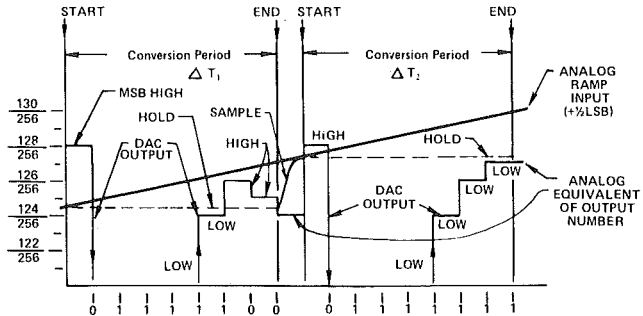 START
END
START
END
Conversion Period
Δ T₁
Conversion Period
Δ T₂
ANALOG
RAMP
INPUT
(+½LSB)
130
256
128
256
126
256
124
256
122
256
MSB HIGH
HOLD
DAC
OUTPUT
SAMPLE
HIGH
LOW
LOW
HIGH
HOLD
DAC
OUTPUT
LOW
LOW
LOW
LOW
ANALOG
EQUIVALENT
OF OUTPUT
NUMBER
0 1 1 1 1 1 0 0 0 1 1 1 1 1 1 1